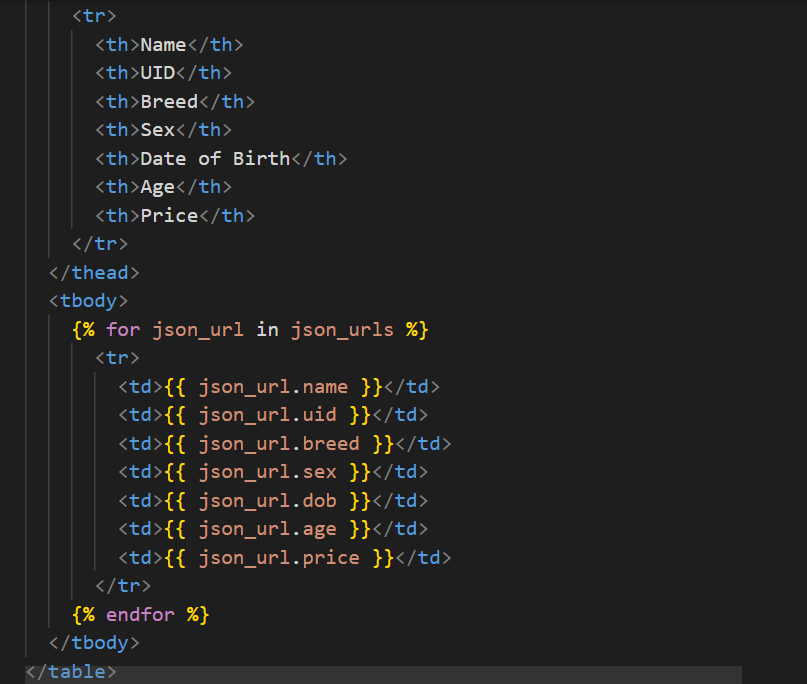 <tr>
<th>Name</th>
<th>UID</th>
<th>Breed</th>
<th>Sex</th>
<th>Date of Birth</th>
<th>Age</th>
<th>Price</th>
</tr>
</thead>
<tbody>
{% for json_url in json_urls %}
<tr>
<td>{{ json_url.name }}</td>
<td>{{ json_url.uid }}</td>
<td>{{ json_url.breed }}</td>
<td>{{ json_url.sex }}</td>
<td>{{ json_url.dob }}</td>
<td>{{ json_url.age }}</td>
<td>{{ json_url.price }}</td>
</tr>
{% endfor %}
</tbody>
</table>